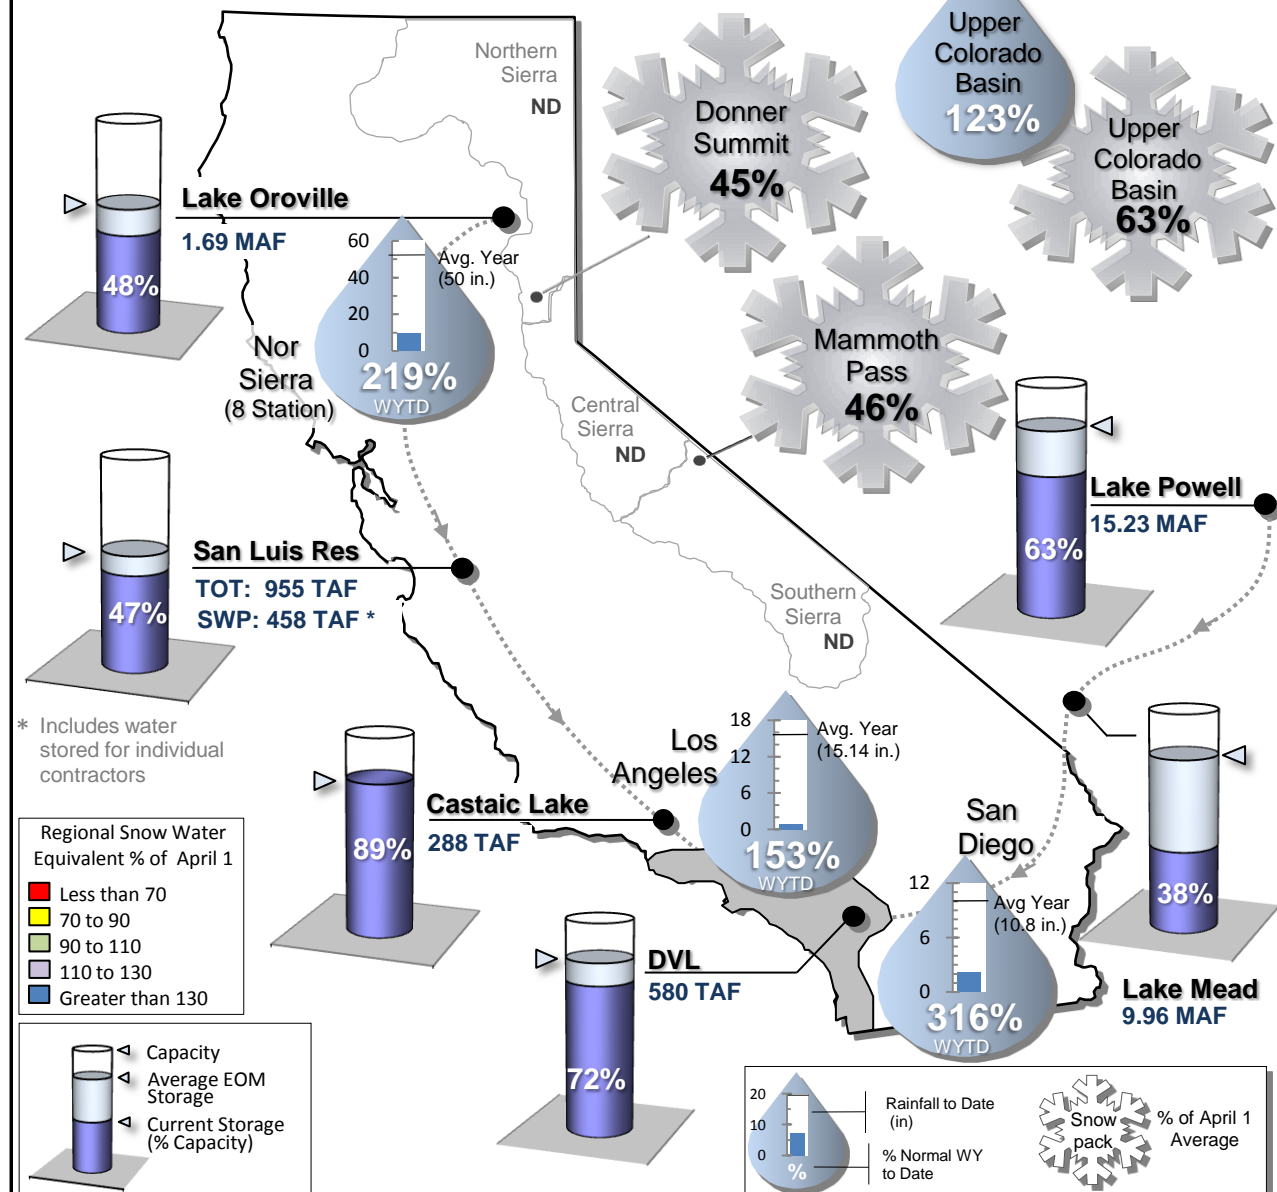 Northern
Sierra
ND
Donner
Summit
45%
Upper
Colorado
Basin
123%
Upper
Colorado
Basin
63%
48%
Lake Oroville
1.69 MAF
60
40
20
0
Avg. Year
(50 in.)
219%
WYTD
Nor
Sierra
(8 Station)
Mammoth
Pass
46%
Central
Sierra
ND
63%
Lake Powell
15.23 MAF
47%
San Luis Res
TOT: 955 TAF
SWP: 458 TAF *
Southern
Sierra
ND
* Includes water
stored for individual
contractors
89%
Castaic Lake
288 TAF
Los
Angeles
18
12
6
0
Avg. Year
(15.14 in.)
153%
WYTD
San
Diego
12
6
0
Avg Year
(10.8 in.)
316%
WYTD
38%
Lake Mead
9.96 MAF
72%
DVL
580 TAF
Regional Snow Water
Equivalent % of April 1
Less than 70
70 to 90
90 to 110
110 to 130
Greater than 130
Capacity
Average EOM
Storage
Current Storage
(% Capacity)
20
10
0
%
Rainfall to Date
(in)
% Normal WY
to Date
Snow
pack
% of April 1
Average